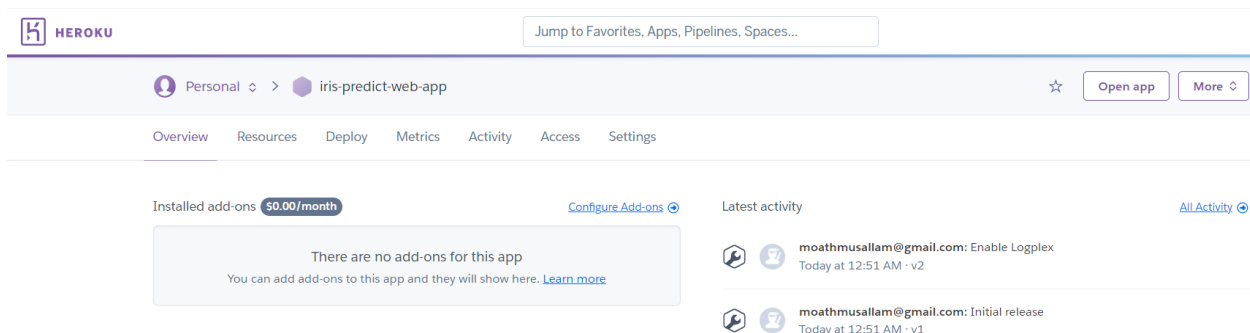 HEROKU
Jump to Favorites, Apps, Pipelines, Spaces...
Personal > iris-predict-web-app
Open app
More
Overview Resources Deploy Metrics Activity Access Settings
Installed add-ons $0.00/month
Configure Add-ons
There are no add-ons for this app
You can add add-ons to this app and they will show here. Learn more
Latest activity
All Activity
moathmusallam@gmail.com: Enable Logplex
Today at 12:51 AM · v2
moathmusallam@gmail.com: Initial release
Today at 12:51 AM · v1